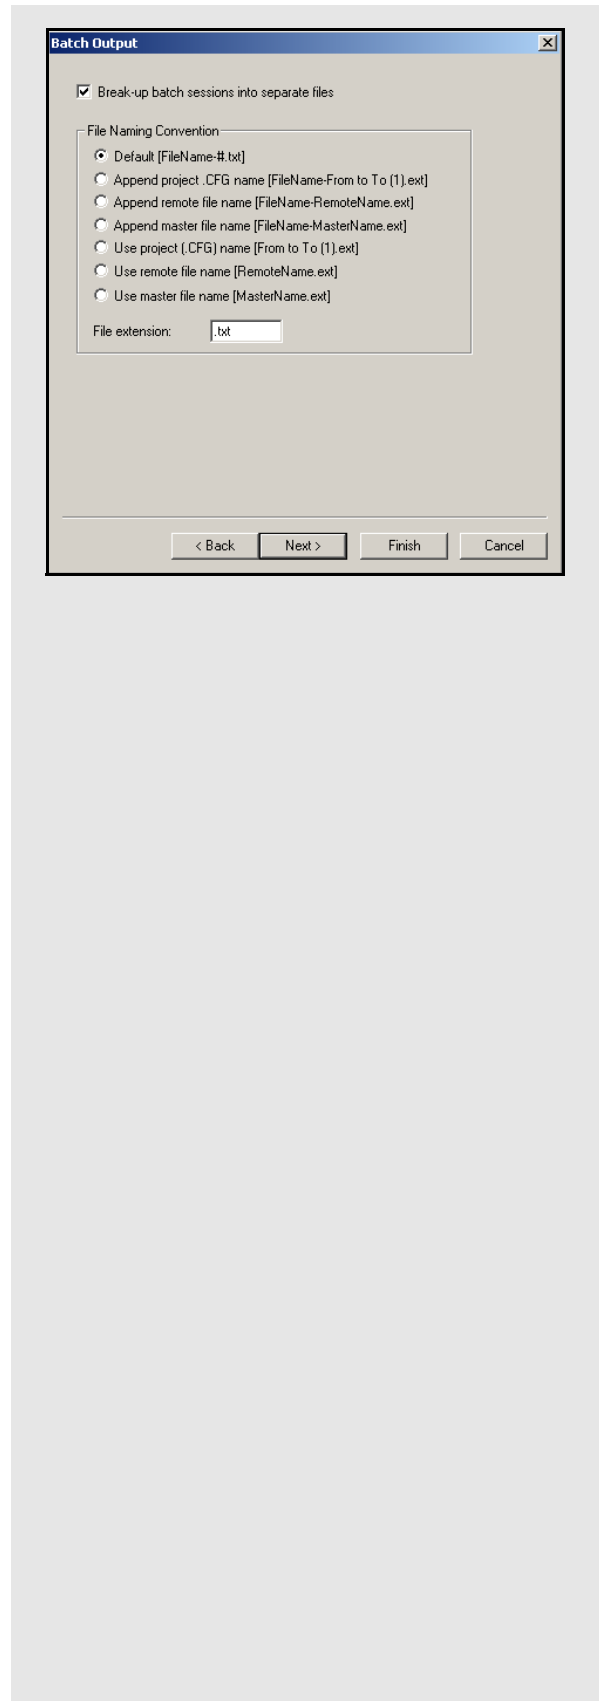 Batch Output
Break-up batch sessions into separate files
File Naming Convention
Default [FileName-#.txt]
Append project .CFG name [FileName-From to To (1).ext]
Append remote file name [FileName-RemoteName.ext]
Append master file name [FileName-MasterName.ext]
Use project (.CFG) name [From to To (1).ext]
Use remote file name [RemoteName.ext]
Use master file name [MasterName.ext]
File extension: .txt
< Back Next > Finish Cancel